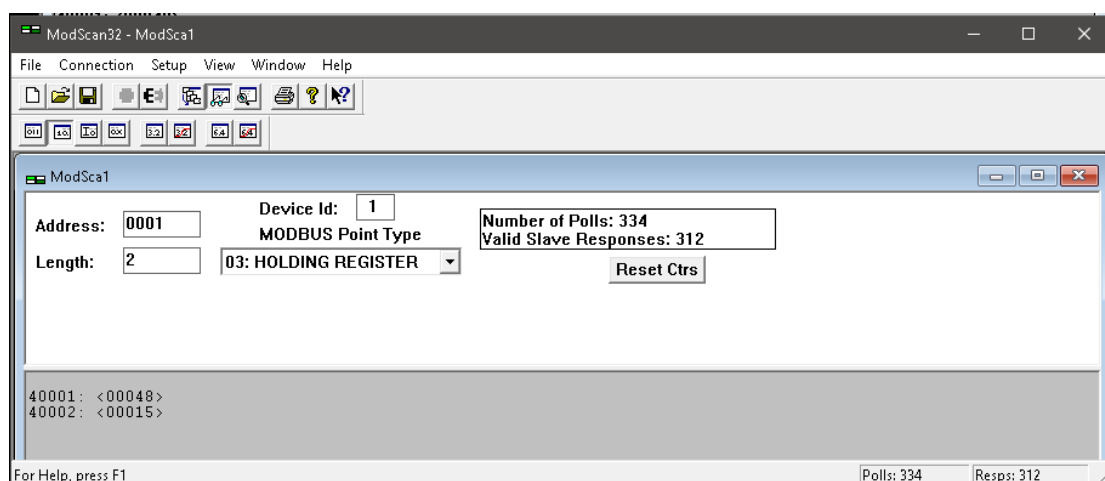 ModScan32 - ModSca1
File Connection Setup View Window Help
ModSca1
Address: 0001
Device Id: 1
MODBUS Point Type
Length: 2
03: HOLDING REGISTER
Number of Polls: 334
Valid Slave Responses: 312
Reset Ctrs
40001: <00048>
40002: <00015>
For Help, press F1
Polls: 334
Resps: 312